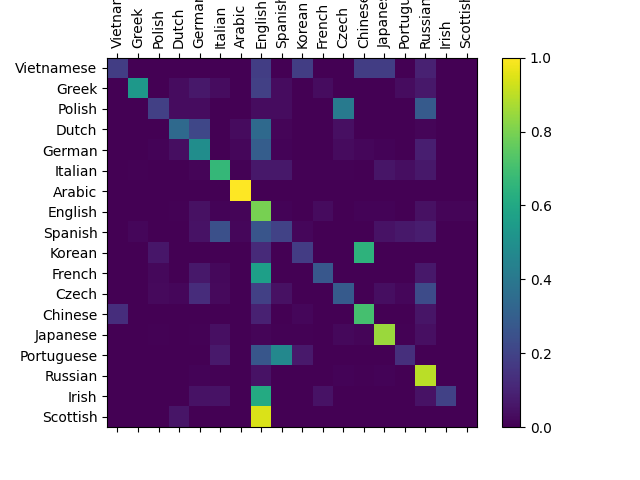 Vietnam
Greek
Polish
Dutch
German
Italian
Arabic
English
Spanish
Korean
French
Czech
Chinese
Japanes
Portugu
Russian
Irish
Scottish
Vietnamese
Greek
Polish
Dutch
German
Italian
Arabic
English
Spanish
Korean
French
Czech
Chinese
Japanese
Portuguese
Russian
Irish
Scottish
1.0
0.8
0.6
0.4
0.2
0.0